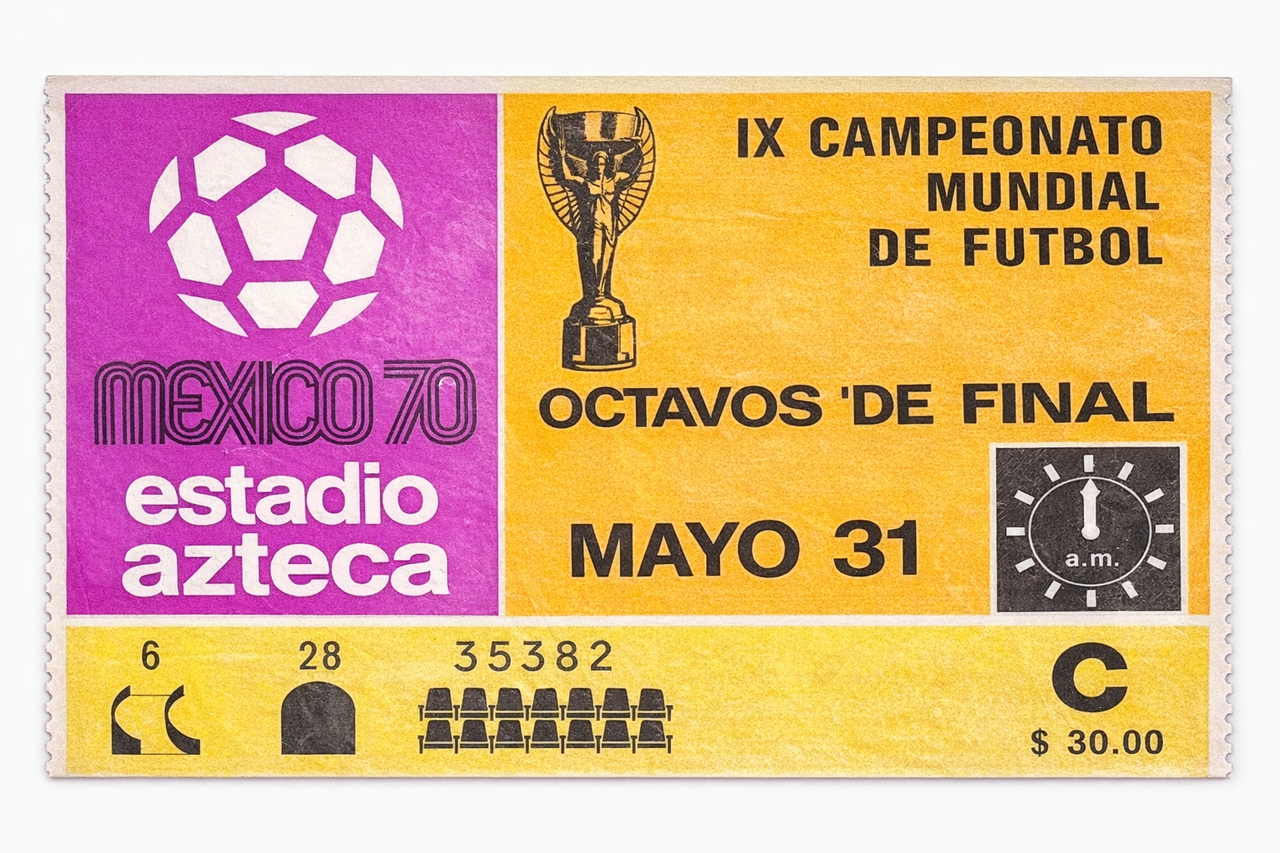 MEXICO 70
estadio
azteca
IX CAMPEONATO
MUNDIAL
DE FUTBOL
OCTAVOS 'DE FINAL
MAYO 31
a.m.
6 28 35382
C
$ 30.00